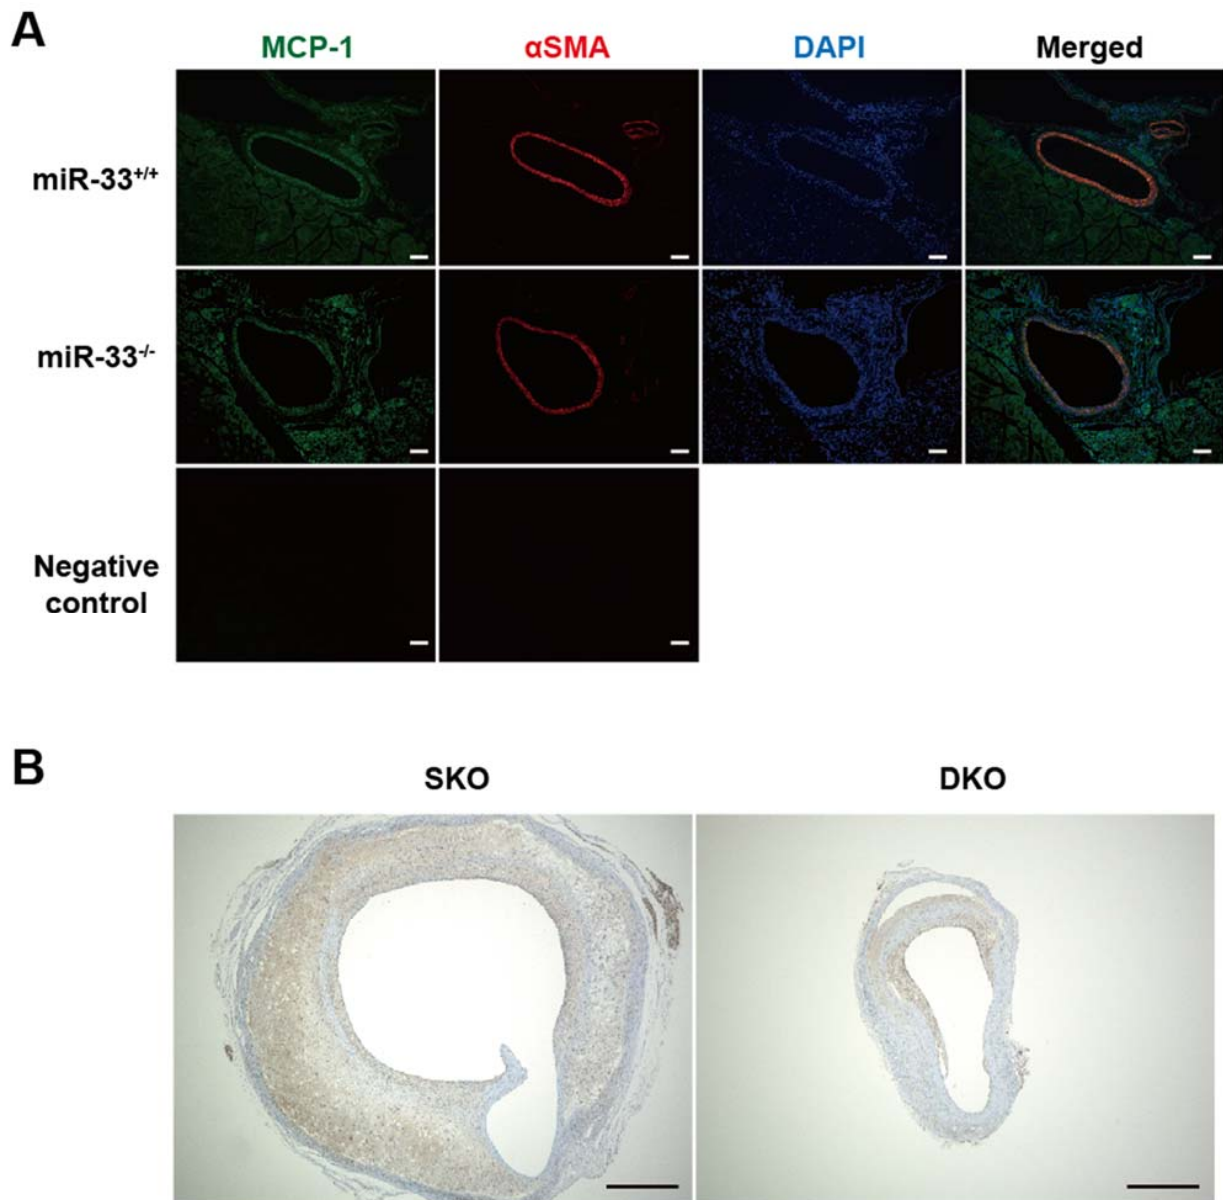 A
MCP-1 αSMA DAPI Merged
miR-33+/+
miR-33-/-
Negative
control
B
SKO DKO